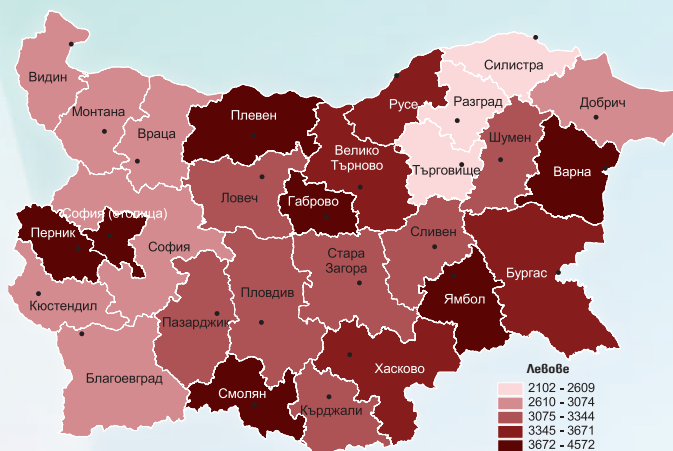 Силистра
Видин
Добрич
Русе
Разград
Монтана
Плевен
Враца
Шумен
Велико
Търново
Търговище
Варна
Ловеч
Габрово
София (столица)
Перник
Сливен
София
Стара
Загора
Бургас
Кюстендил
Пловдив
Ямбол
Пазарджик
Хасково
Благоевград
Смолян
Кърджали
Левове
2102 - 2609
2610 - 3074
3075 - 3344
3345 - 3671
3672 - 4572